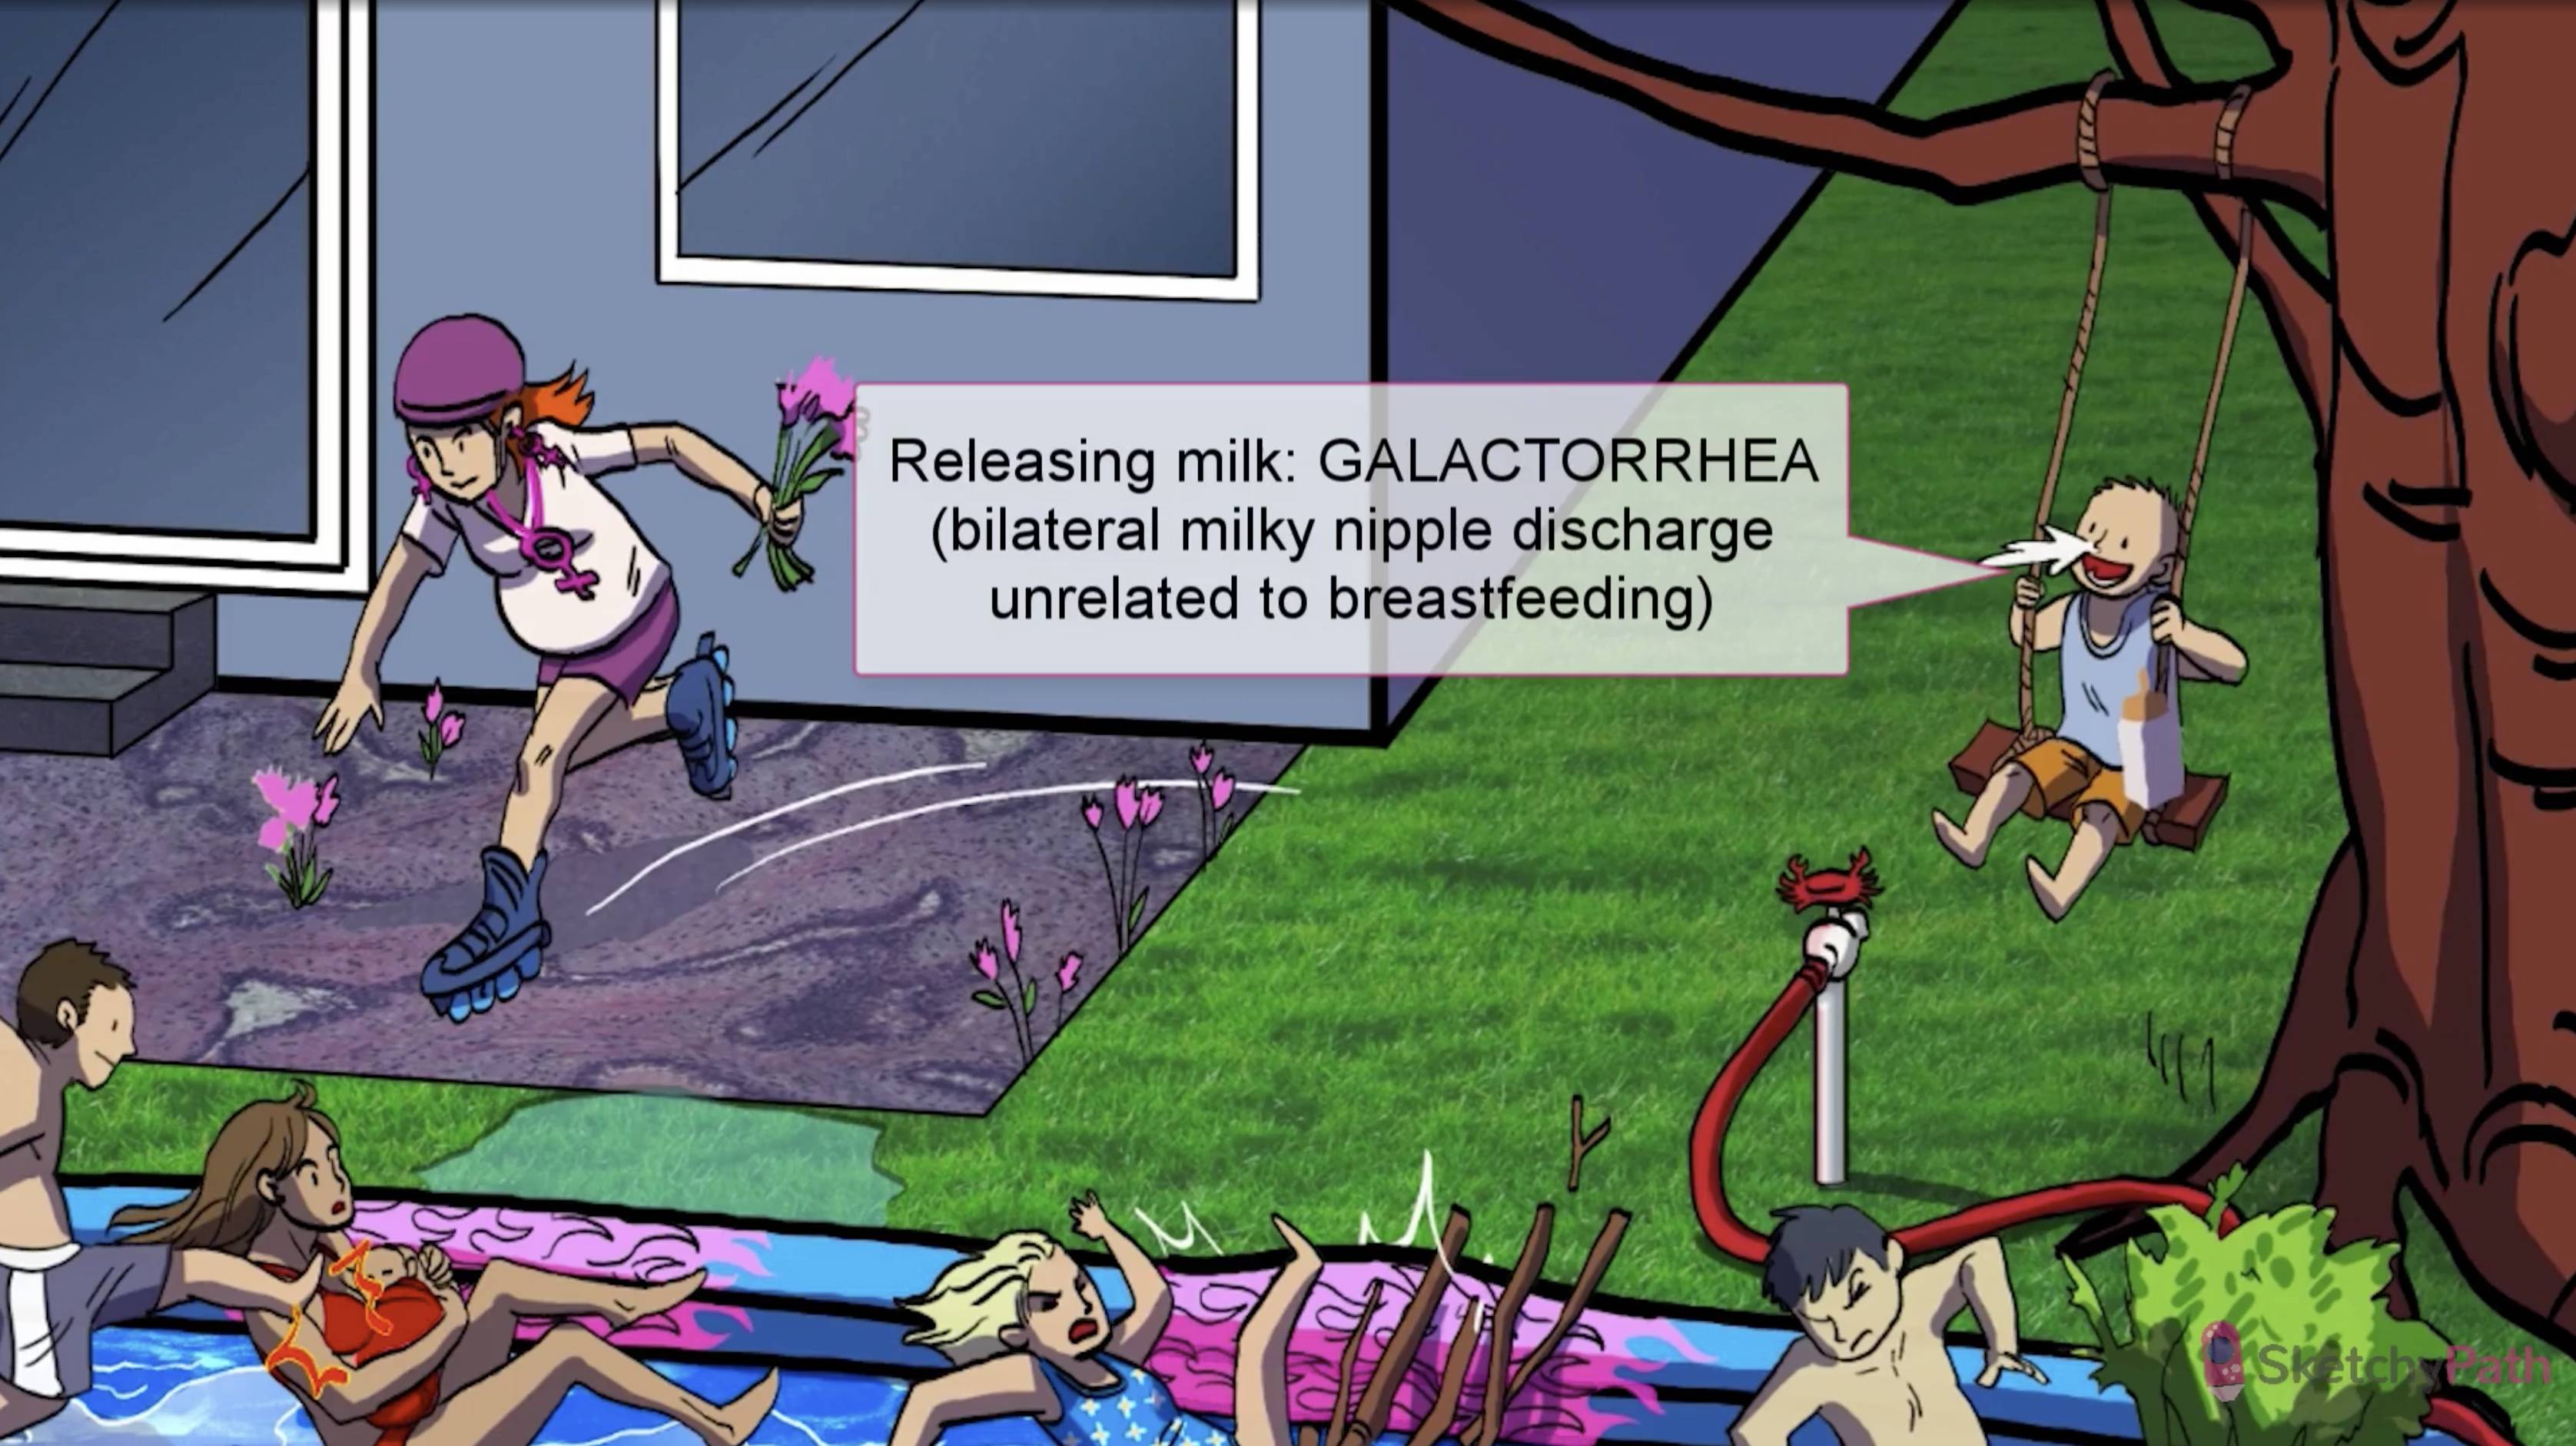 Releasing milk: GALACTORRHEA
(bilateral milky nipple discharge
unrelated to breastfeeding)
SketchyPath